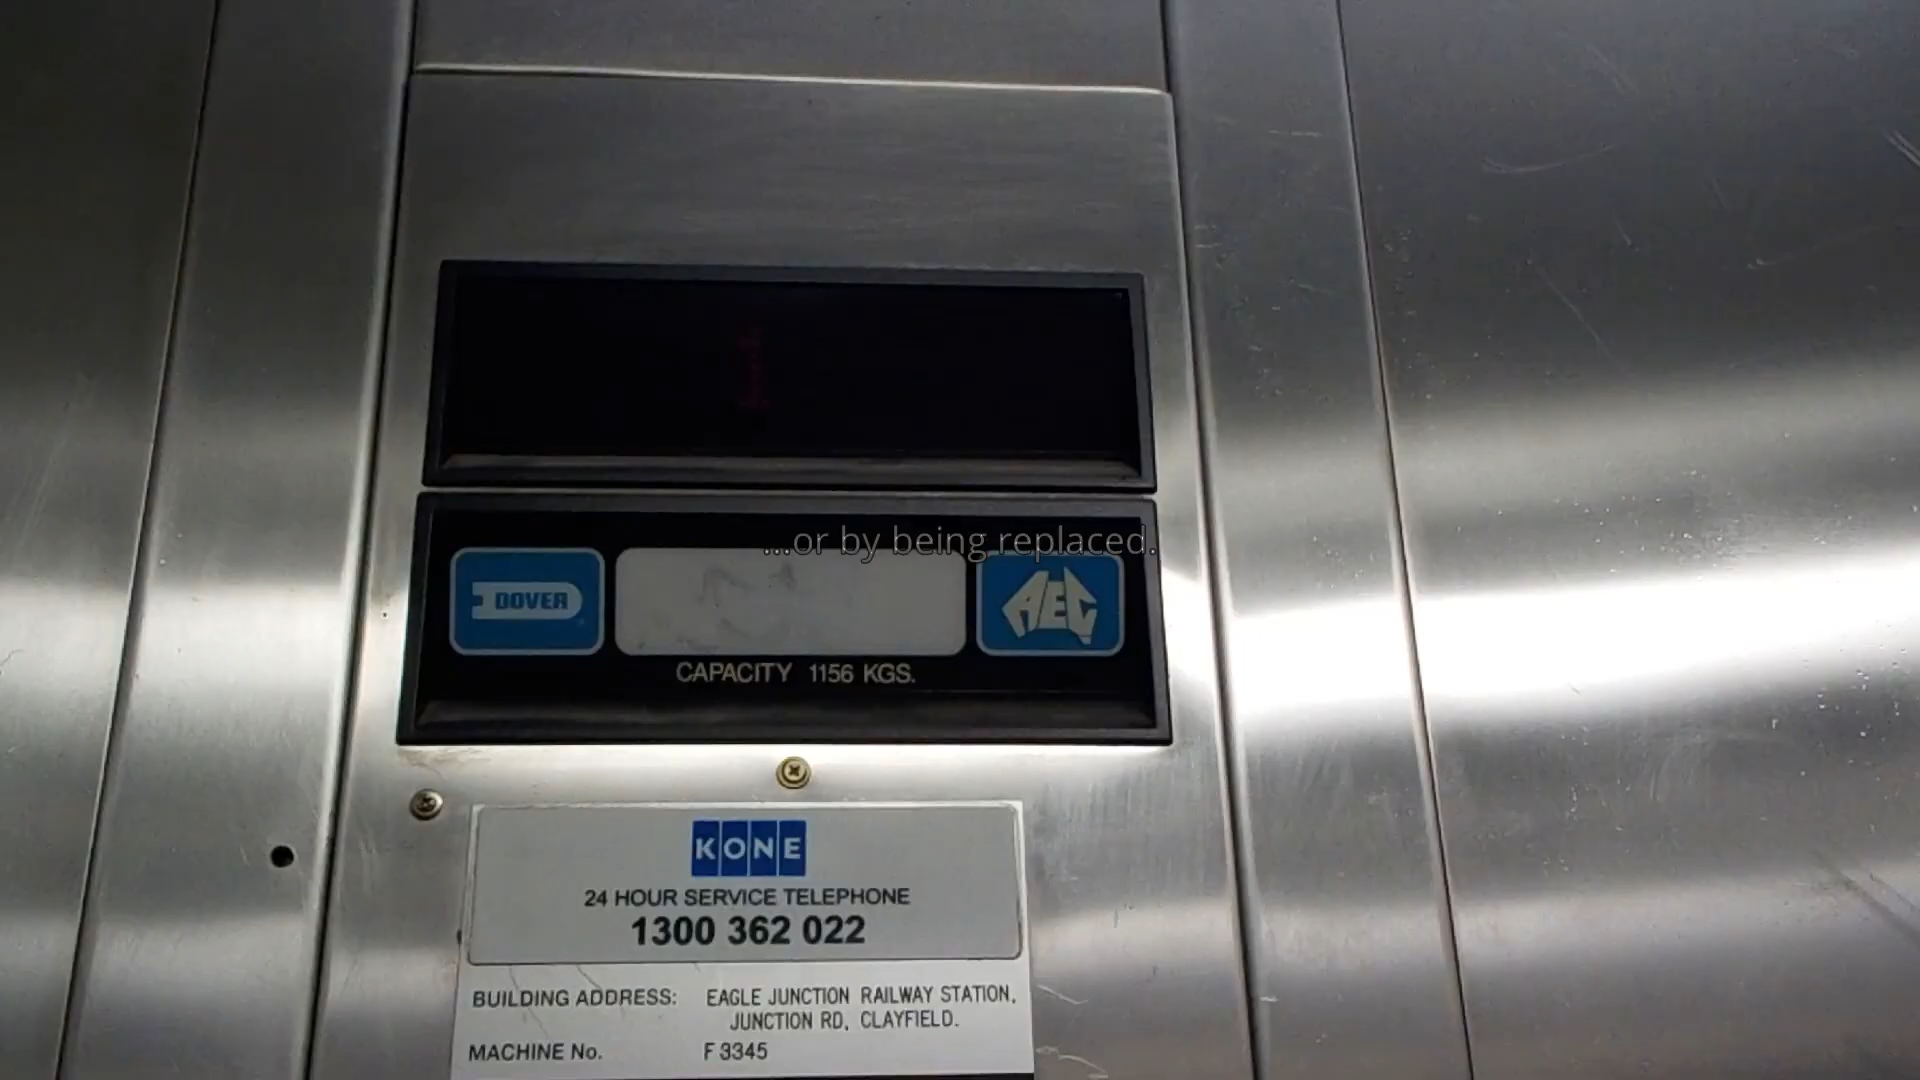 ...or by being replaced.
DOVER
AEG
CAPACITY 1156 KGS.
KONE
24 HOUR SERVICE TELEPHONE
1300 362 022
BUILDING ADDRESS: EAGLE JUNCTION RAILWAY STATION,
JUNCTION RD, CLAYFIELD.
MACHINE No. F 3345